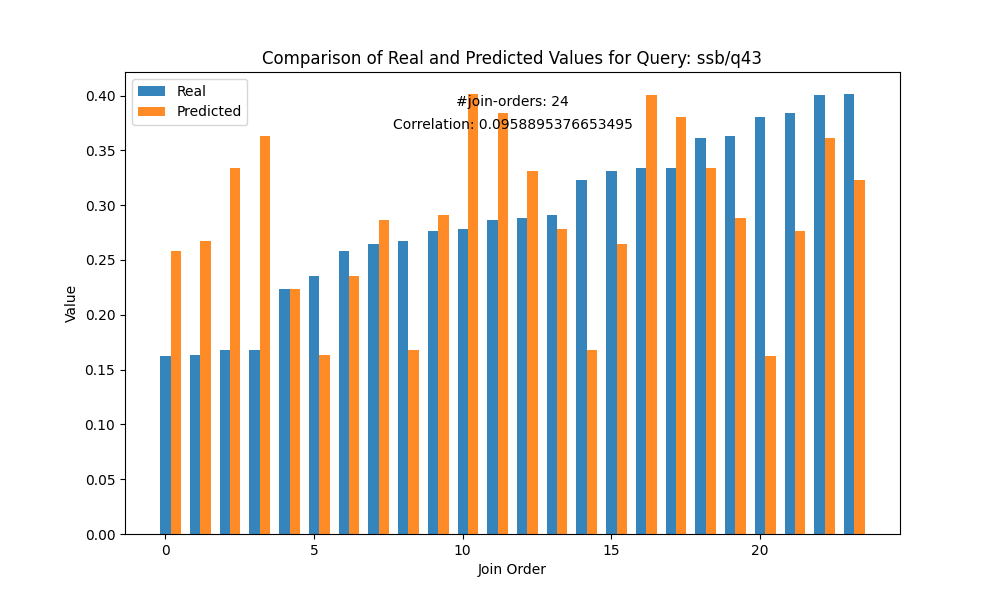 Comparison of Real and Predicted Values for Query: ssb/q43
Real
Predicted
#join-orders: 24
Correlation: 0.0958895376653495
0.40
0.35
0.30
0.25
0.20
0.15
0.10
0.05
0.00
Value
0 5 10 15 20
Join Order